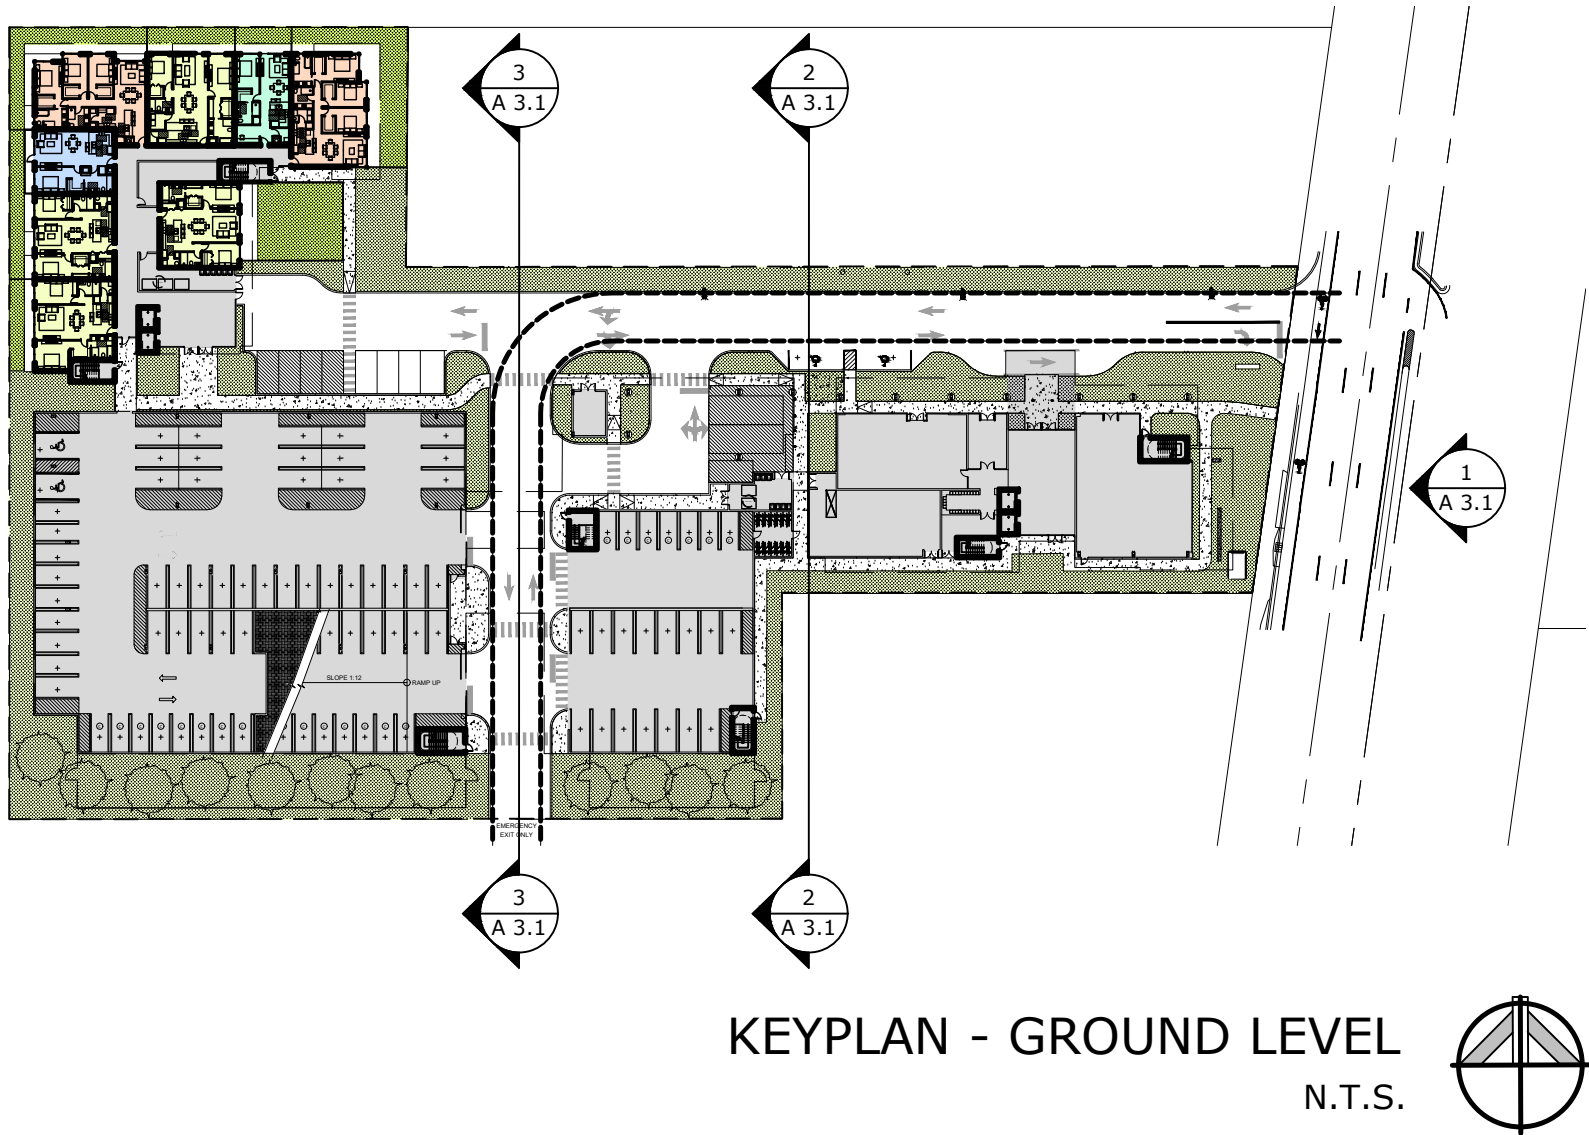 3
A 3.1
2
A 3.1
1
A 3.1
SLOPE 1:12
RAMP UP
EMERGENCY
EXIT ONLY
3
A 3.1
2
A 3.1
KEYPLAN - GROUND LEVEL
N.T.S.